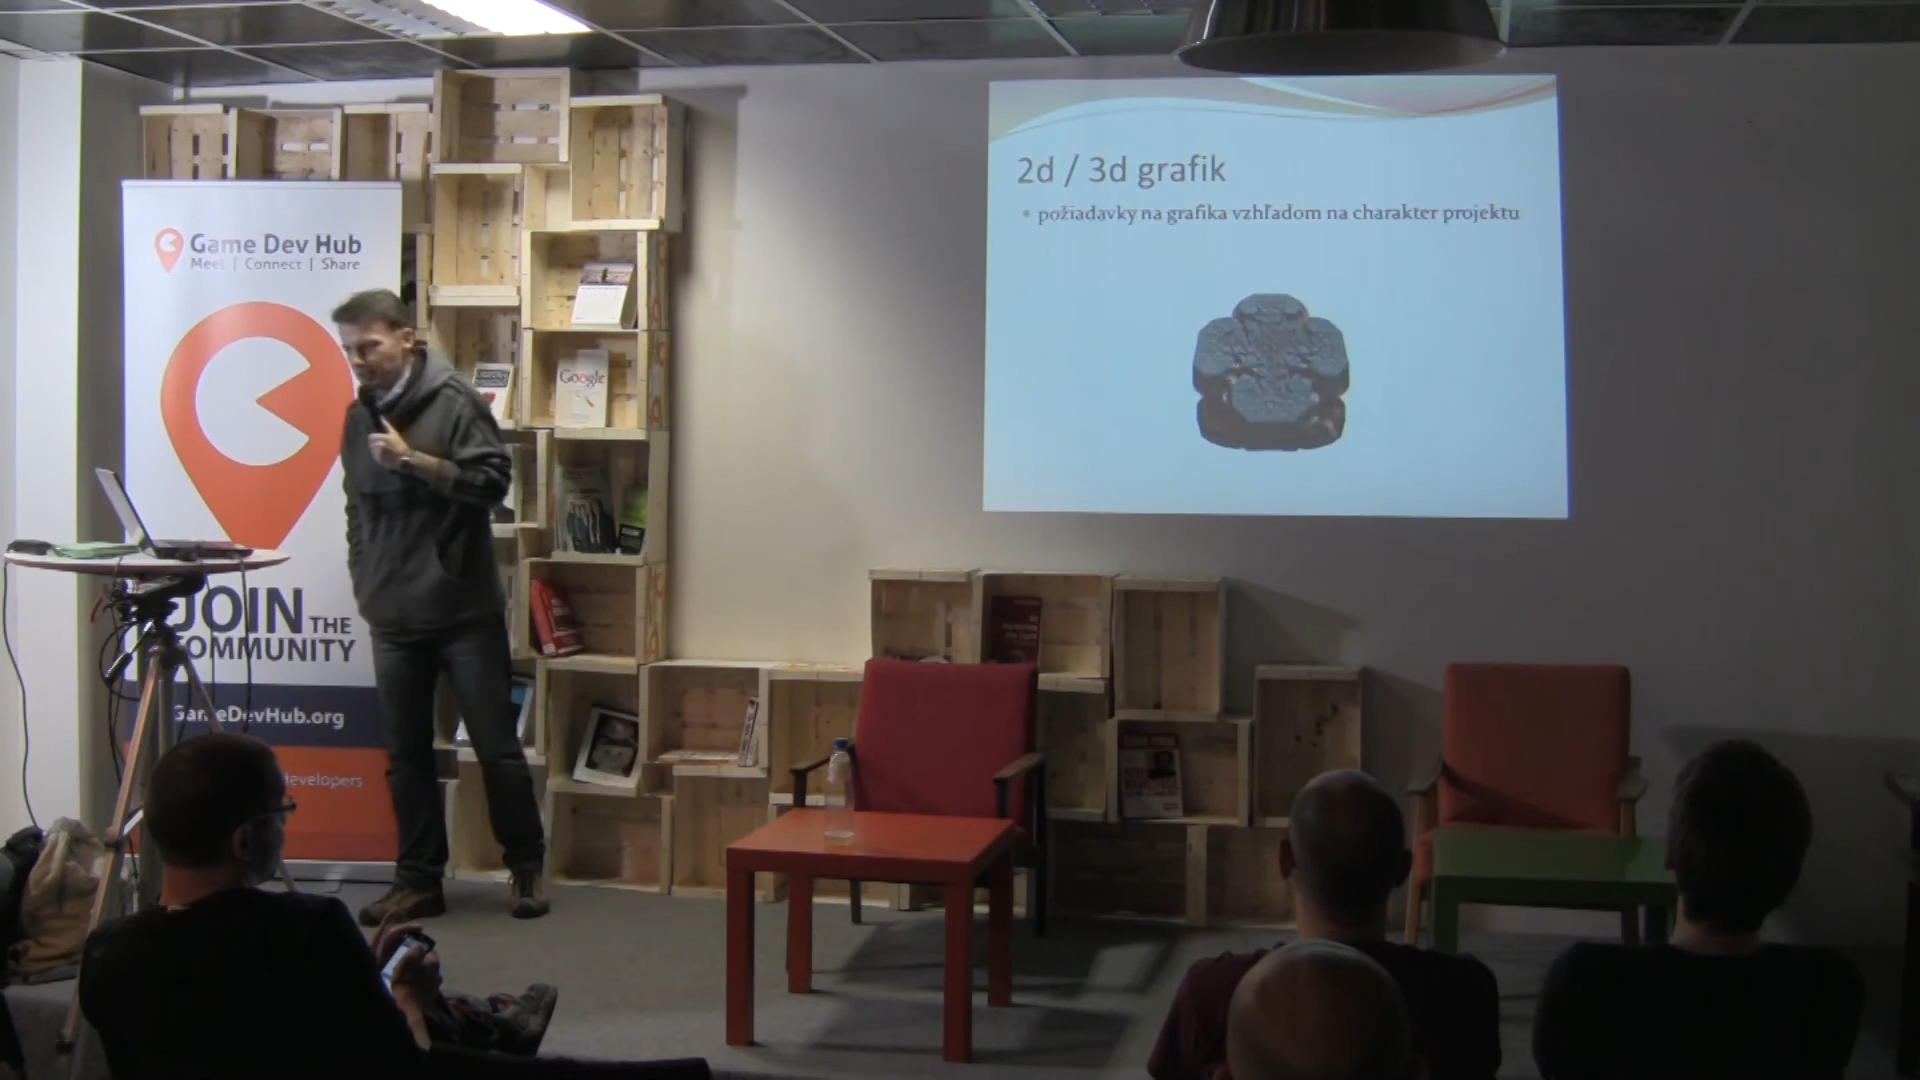 2d / 3d grafik
• požiadavky na grafika vzhľadom na charakter projektu
Game Dev Hub
Meet | Connect | Share
JOIN THE
COMMUNITY
GameDevHub.org
developers
Google